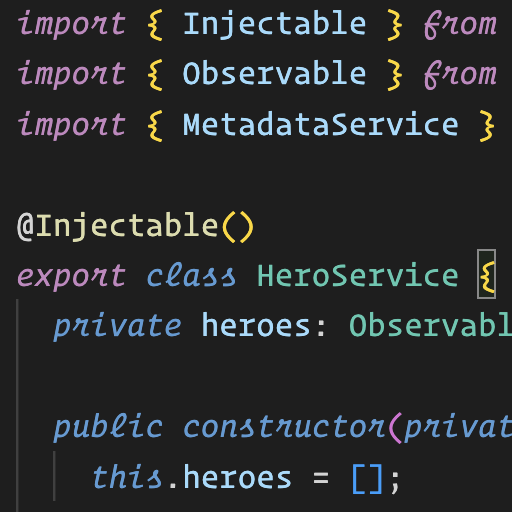 import { Injectable } from
import { Observable } from
import { MetadataService }
@Injectable()
export class HeroService {
private heroes: Observabl
public constructor(privat
this.heroes = [];